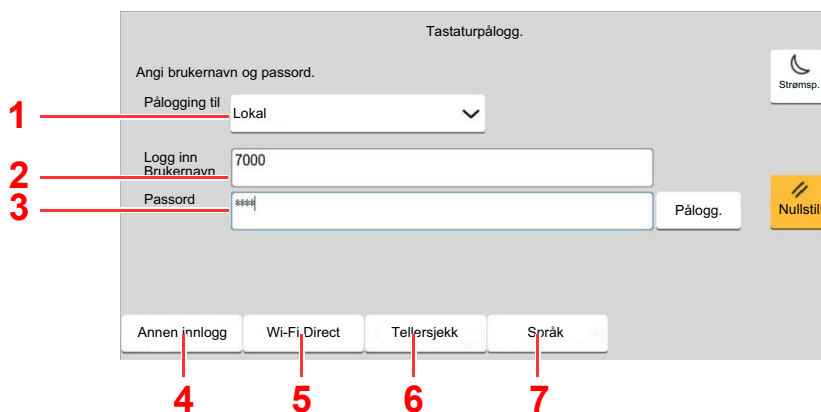 Tastaturpålogg.
Angi brukernavn og passord.
Strømsp.
Pålogging til
1
Lokal
Logg inn
Brukernavn
7000
2
Passord
****
3
Pålogg.
Nullstill
Annen innlogg
Wi-Fi Direct
Tellersjekk
Språk
4
5
6
7